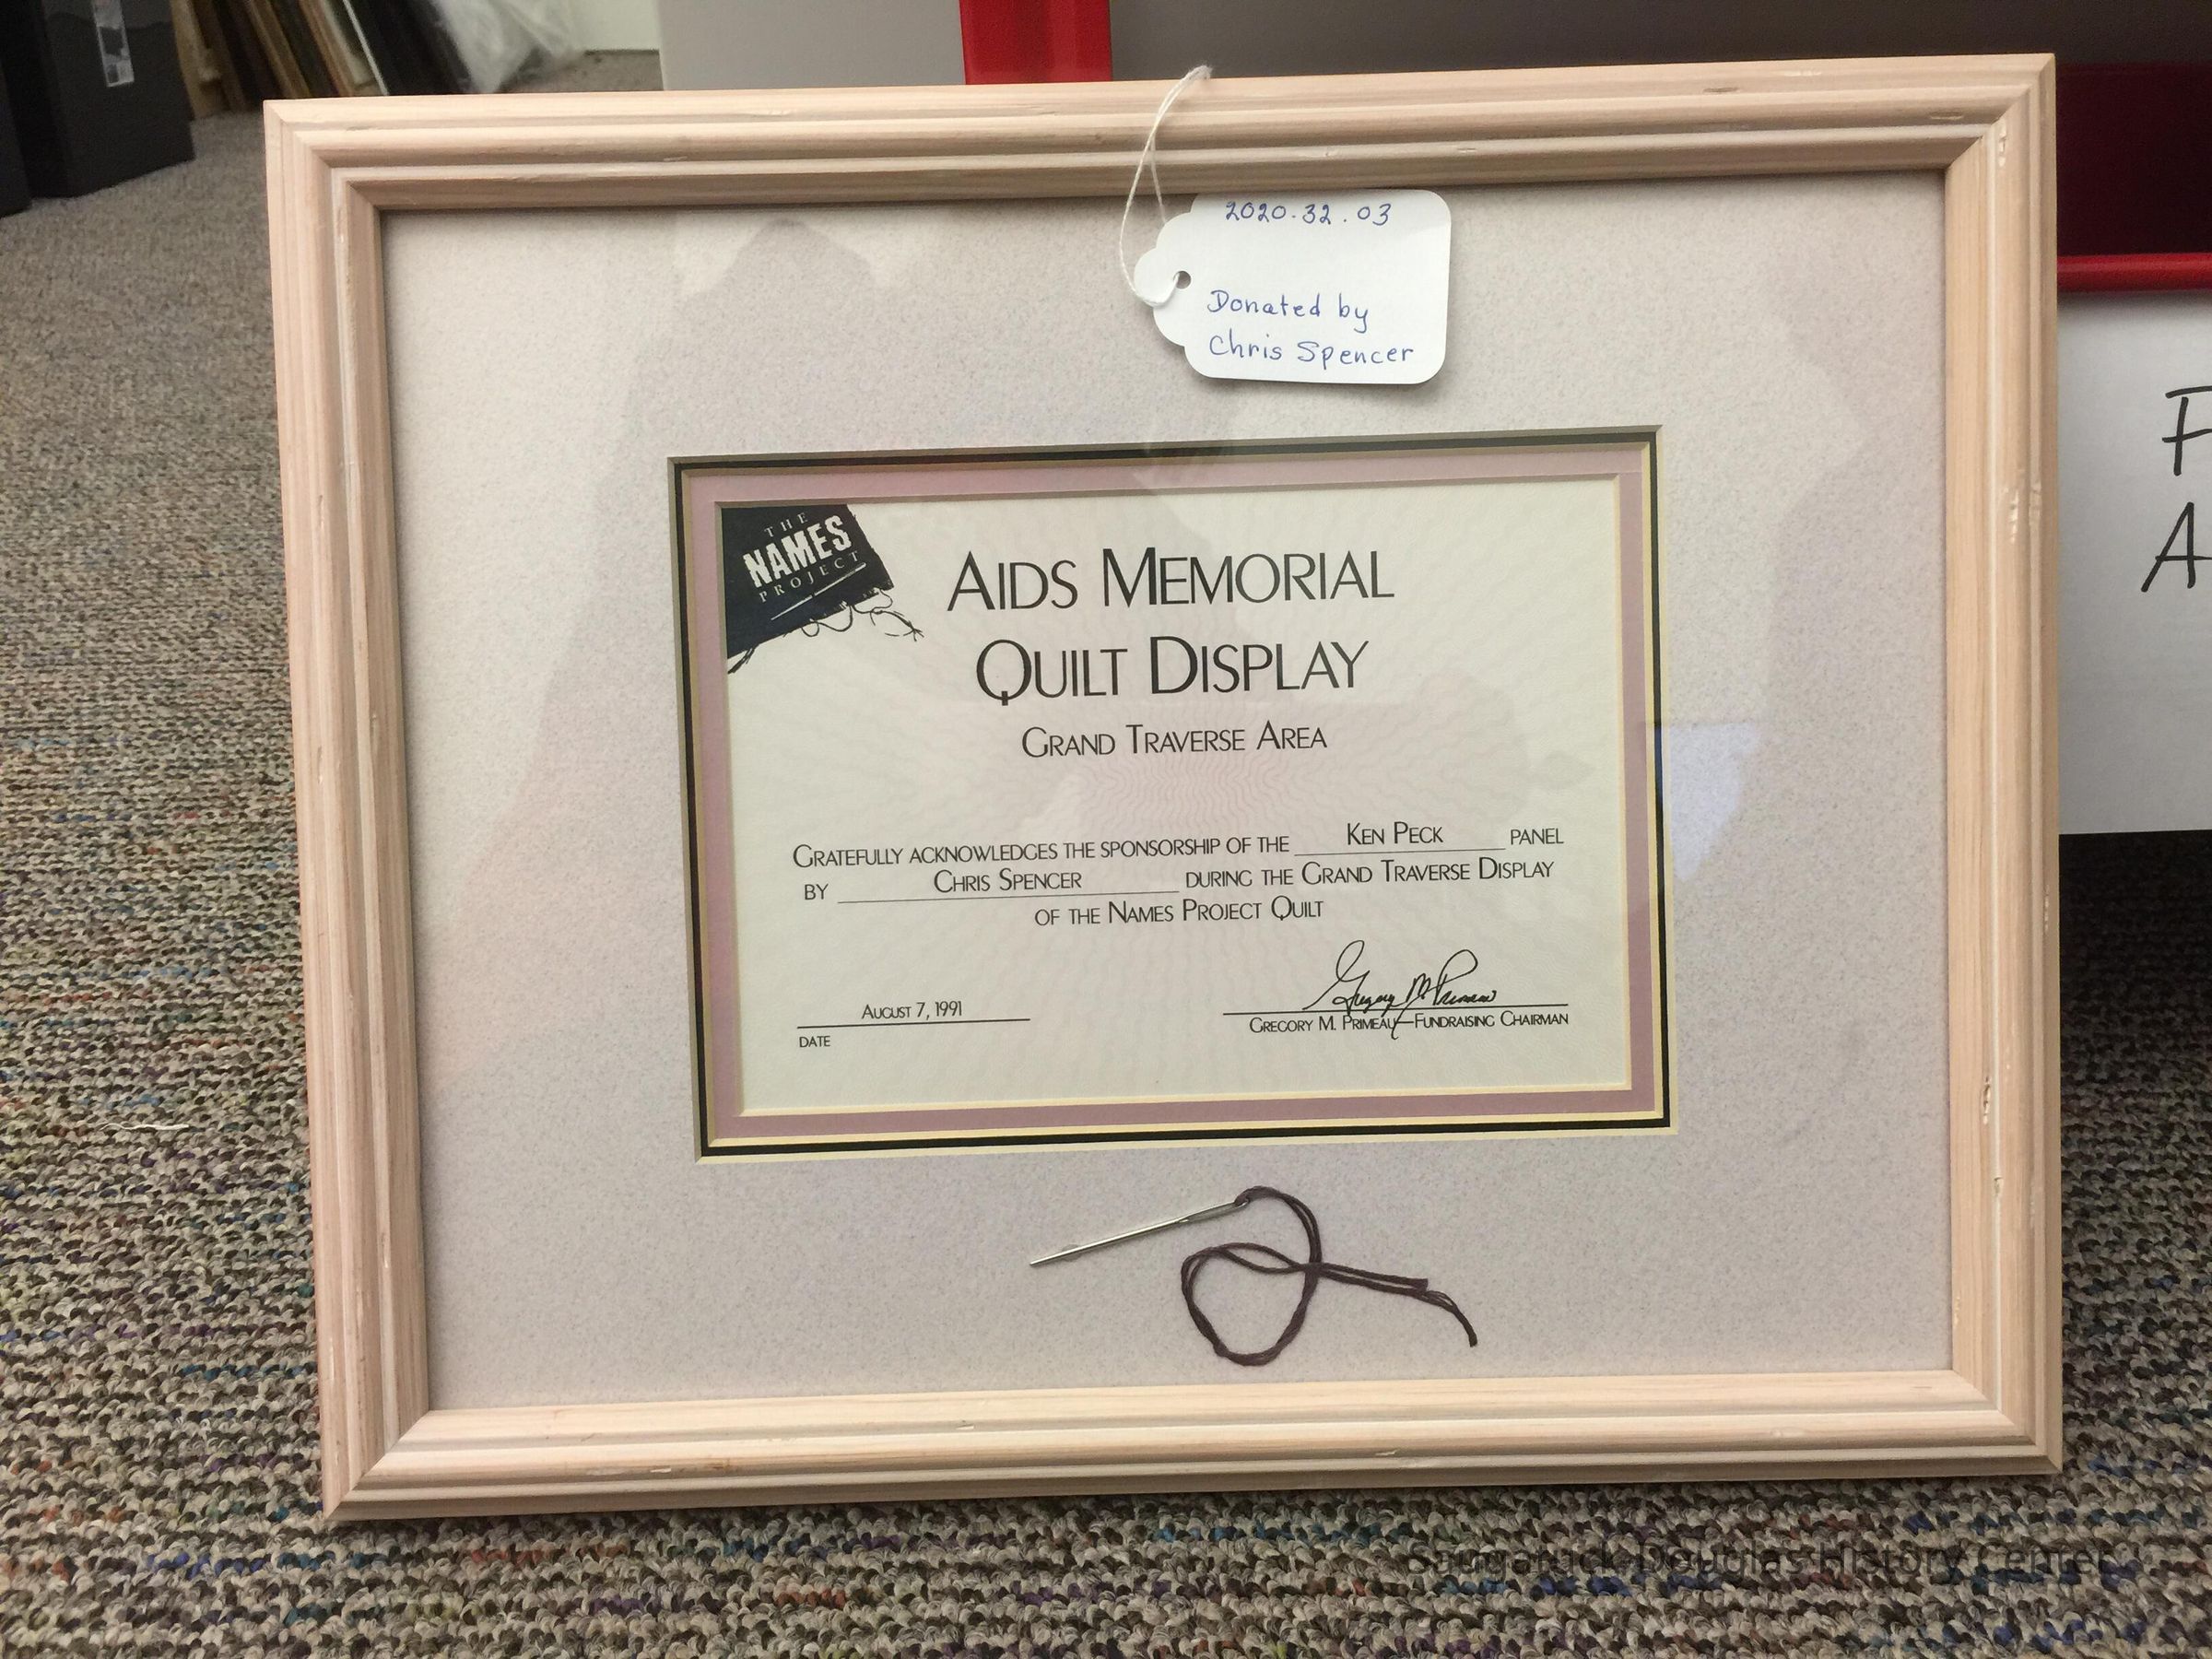 2020.32.03
Donated by
Chris Spencer
THE
NAMES
PROJECT
AIDS MEMORIAL
QUILT DISPLAY
GRAND TRAVERSE AREA
GRATEFULLY ACKNOWLEDGES THE SPONSORSHIP OF THE KEN PECK PANEL
BY CHRIS SPENCER DURING THE GRAND TRAVERSE DISPLAY
OF THE NAMES PROJECT QUILT
AUGUST 7, 1991
DATE
Gregory M. Primeau
GREGORY M. PRIMEAU—FUNDRAISING CHAIRMAN
F
A
Saugatuck-Douglas History Center